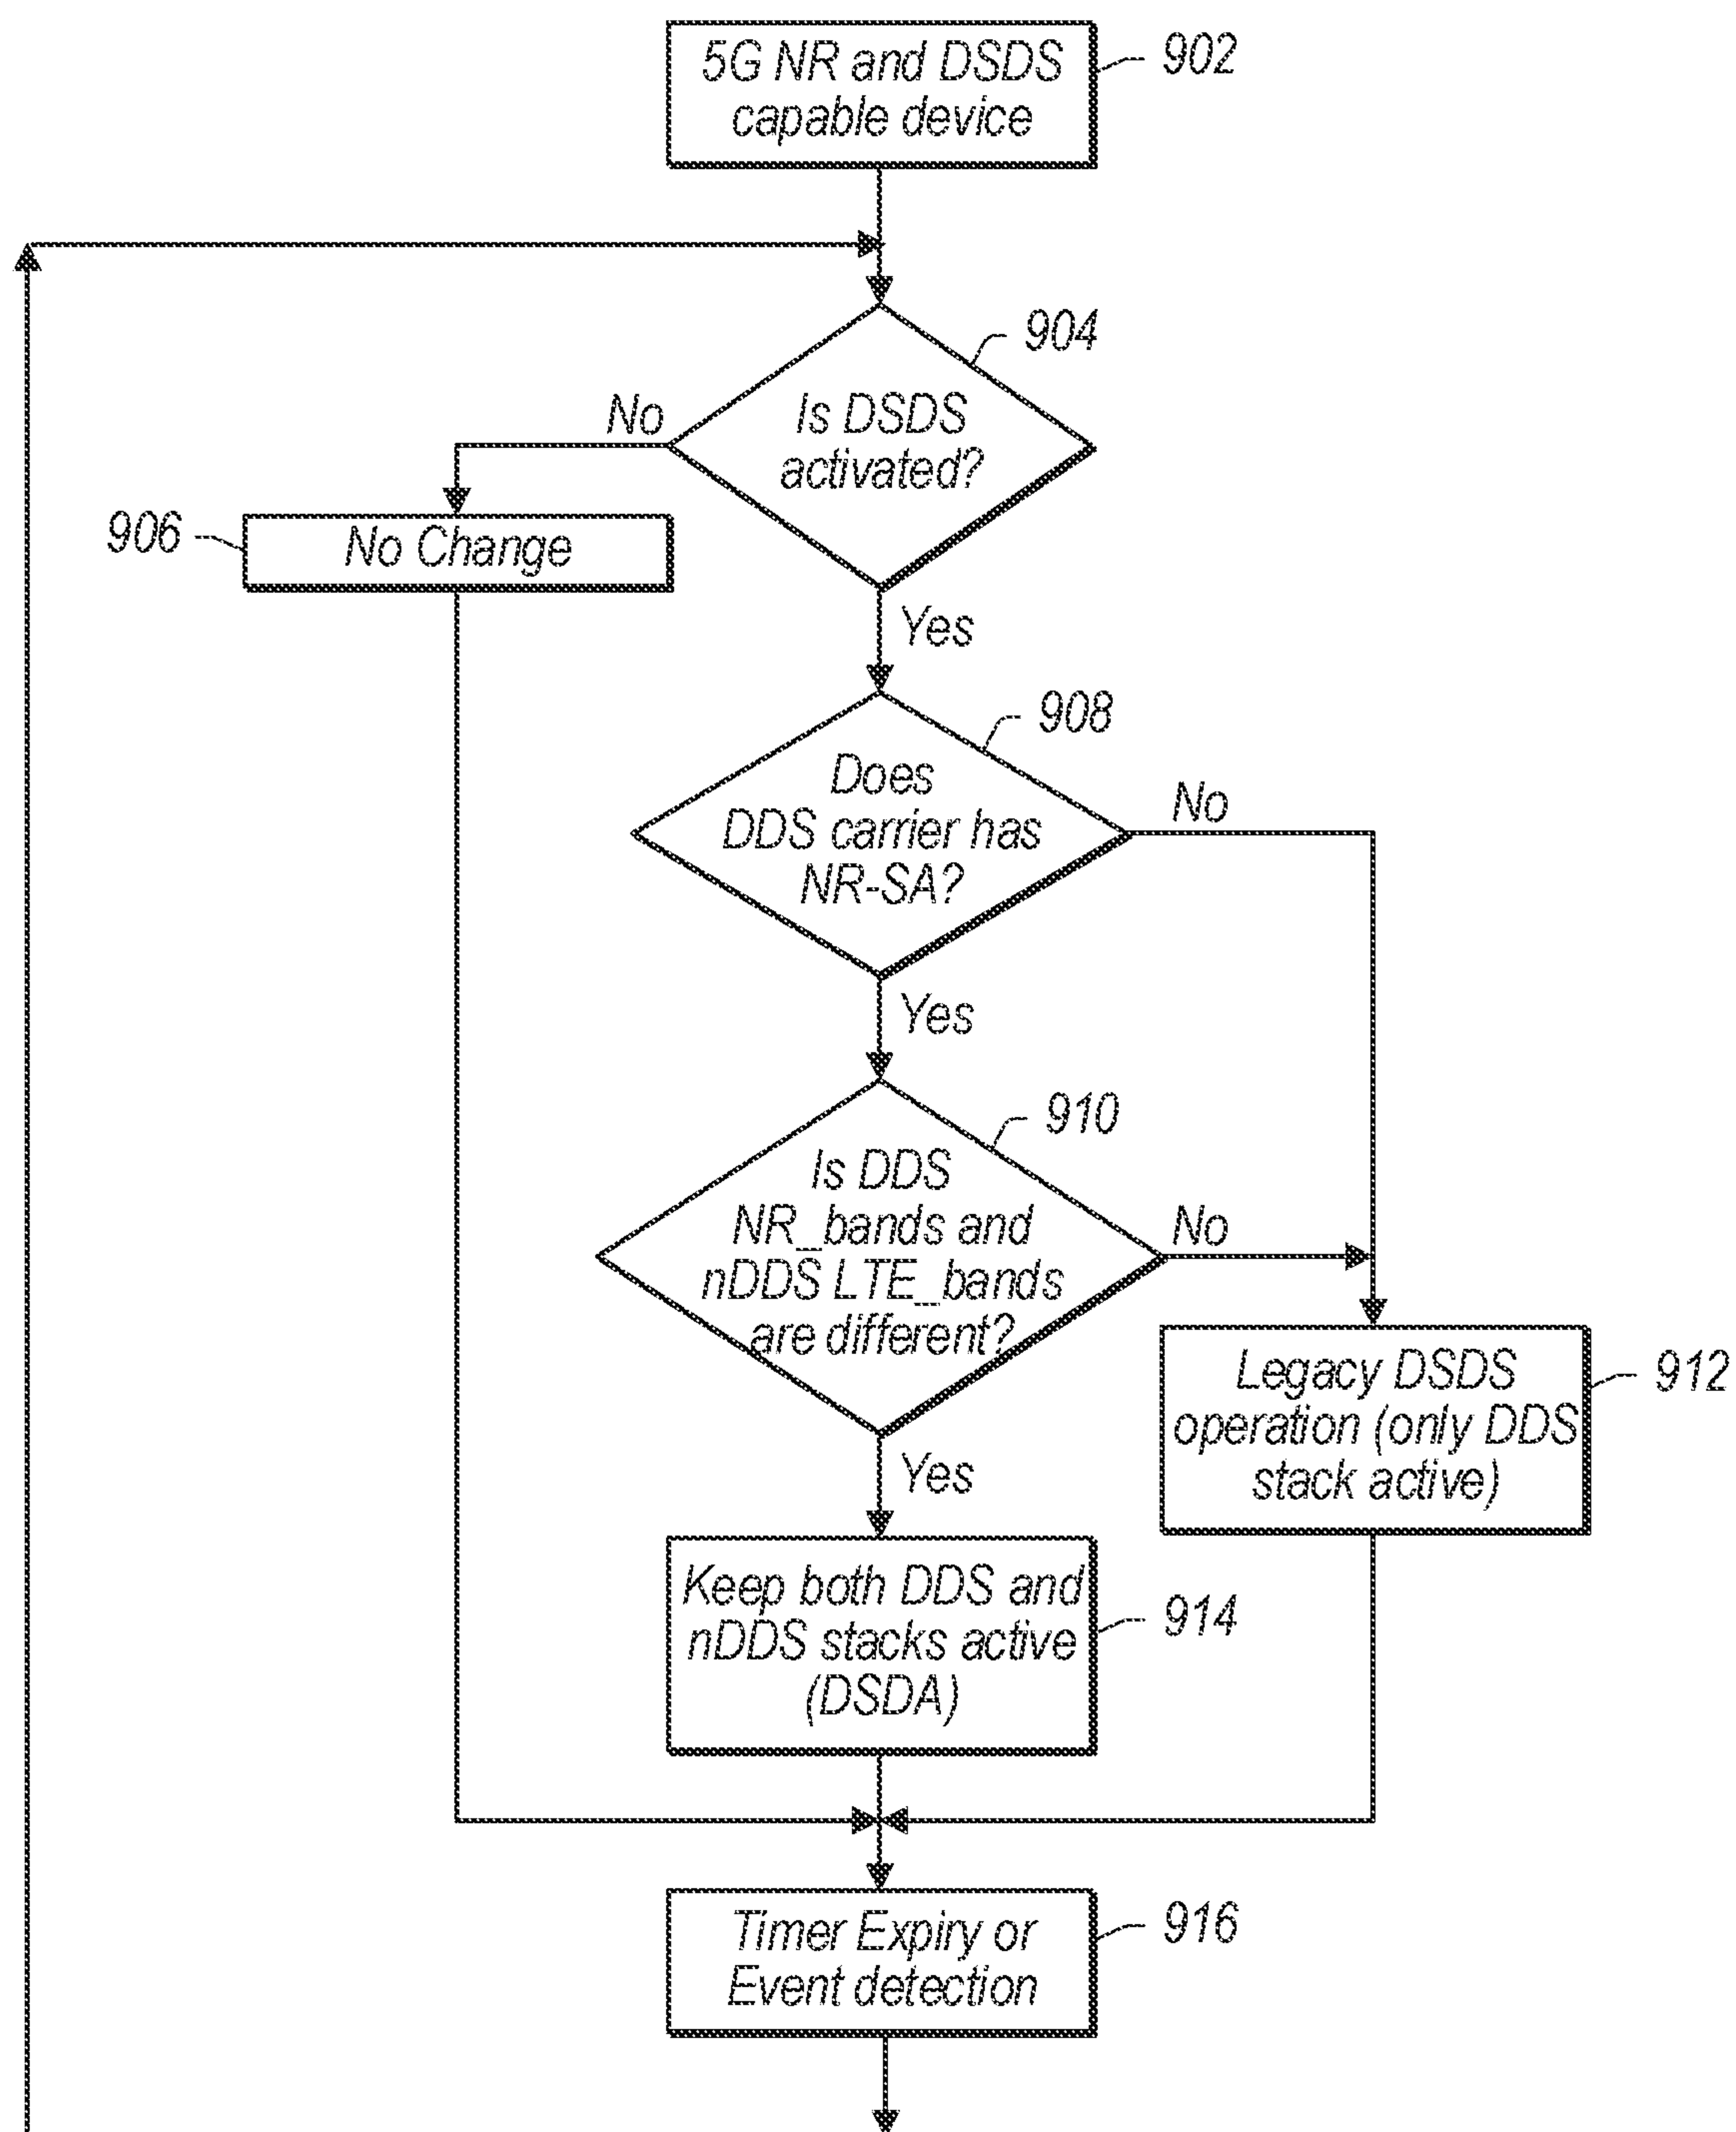 5G NR and DSDS
capable device
902
904
Is DSDS
activated?
No
906
No Change
Yes
908
Does
DDS carrier has
NR-SA?
No
Yes
910
Is DDS
NR_bands and
nDDS LTE_bands
are different?
No
Legacy DSDS
operation (only DDS
stack active)
912
Yes
Keep both DDS and
nDDS stacks active
(DSDA)
914
Timer Expiry or
Event detection
916